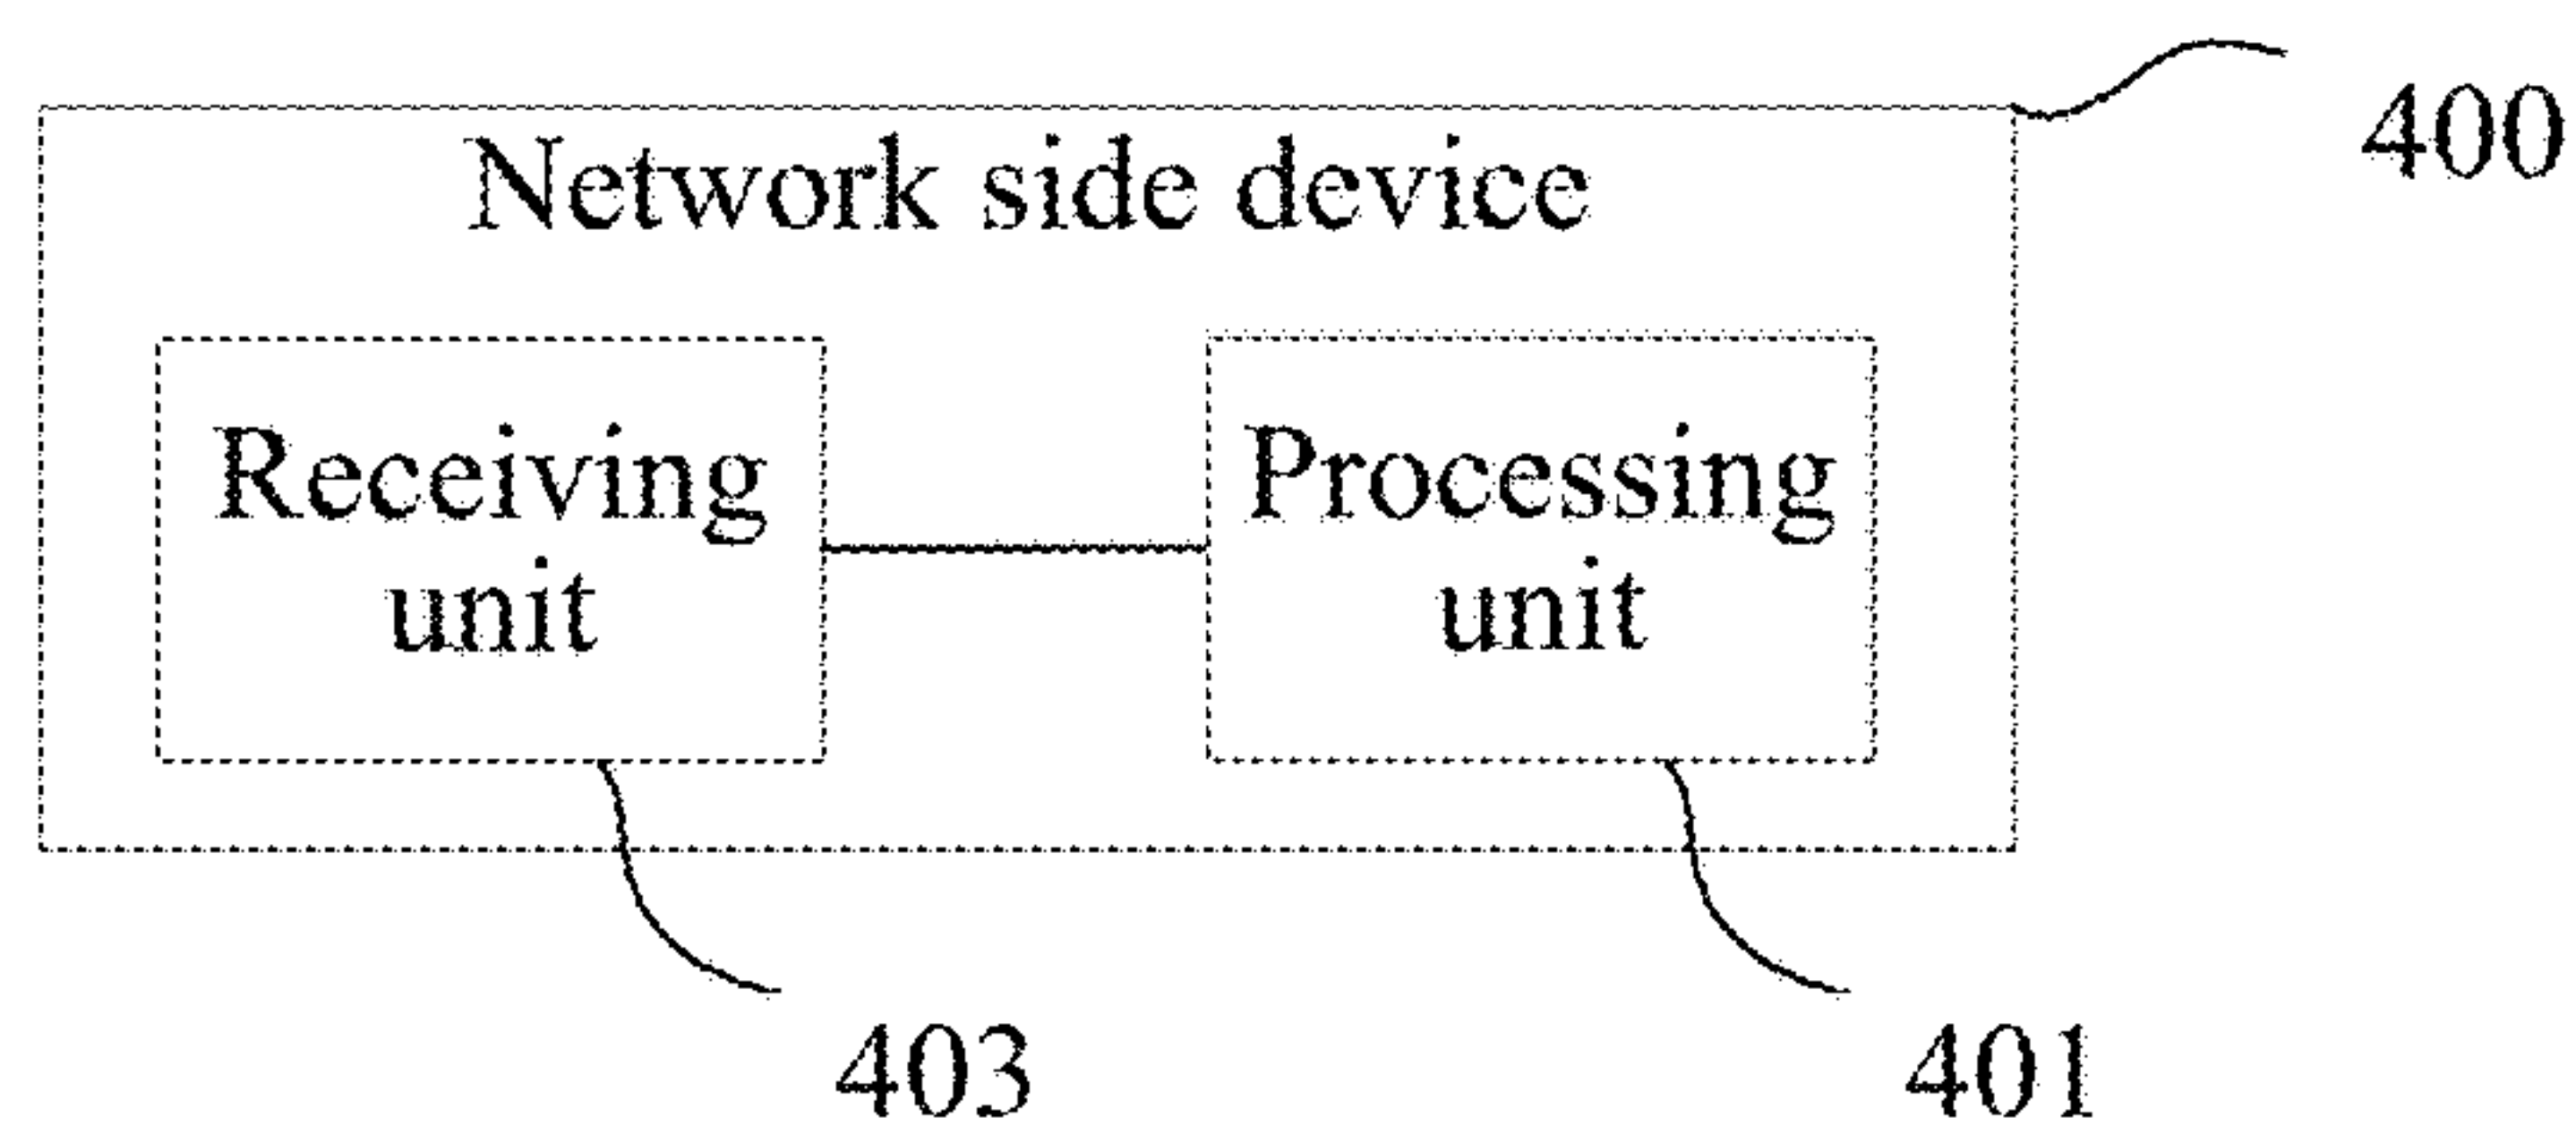 400
Network side device
Receiving
unit
Processing
unit
403
401